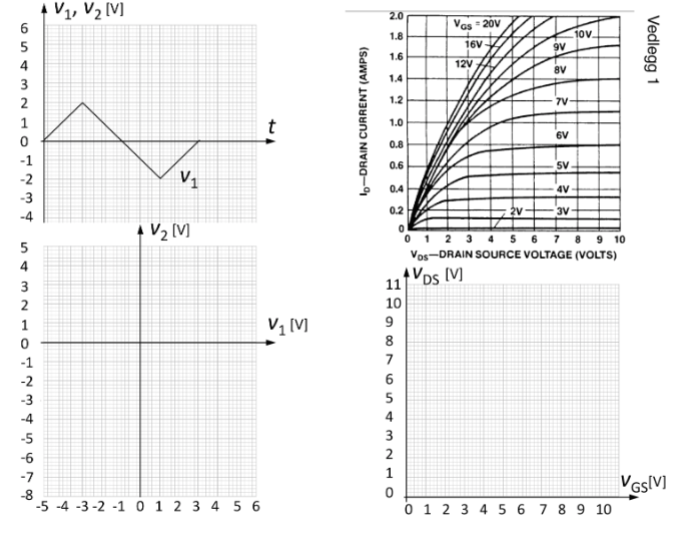 V₁, V₂ [V]
6
5
4
3
2
1
0
-1
-2
-3
-4
t
V₁
V₂ [V]
5
4
3
2
1
0
-1
-2
-3
-4
-5
-6
-7
-8
V₁ [V]
-5 -4 -3 -2 -1 0 1 2 3 4 5 6
Vedlegg 1
I_D—DRAIN CURRENT (AMPS)
2.0
1.8
1.6
1.4
1.2
1.0
0.8
0.6
0.4
0.2
0
V_GS = 20V
16V
12V
10V
9V
8V
7V
6V
5V
4V
2V
3V
0 1 2 3 4 5 6 7 8 9 10
V_DS—DRAIN SOURCE VOLTAGE (VOLTS)
V_DS [V]
11
10
9
8
7
6
5
4
3
2
1
0
V_GS[V]
0 1 2 3 4 5 6 7 8 9 10